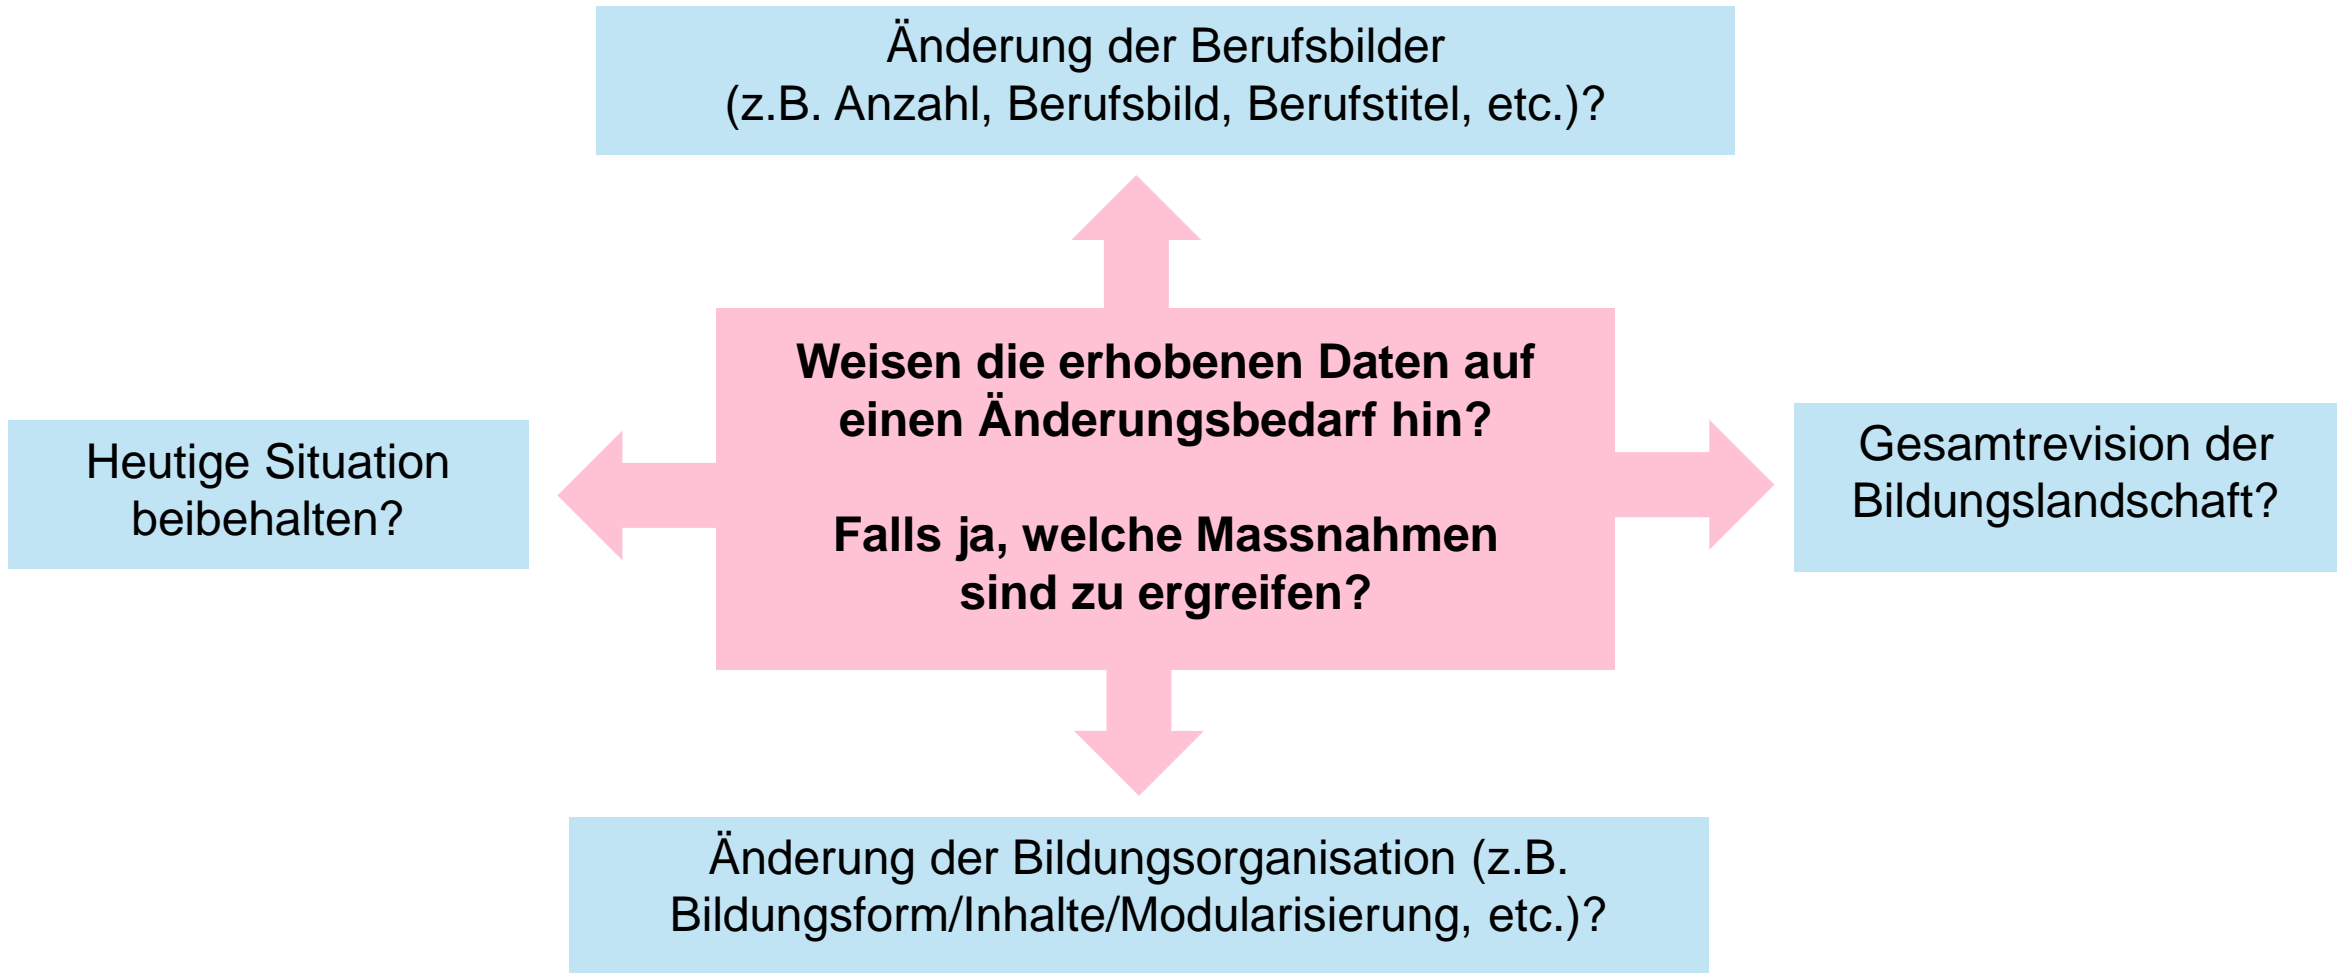 Änderung der Berufsbilder
(z.B. Anzahl, Berufsbild, Berufstitel, etc.)?
Weisen die erhobenen Daten auf
einen Änderungsbedarf hin?
Falls ja, welche Massnahmen
sind zu ergreifen?
Heutige Situation
beibehalten?
Gesamtrevision der
Bildungslandschaft?
Änderung der Bildungsorganisation (z.B.
Bildungsform/Inhalte/Modularisierung, etc.)?